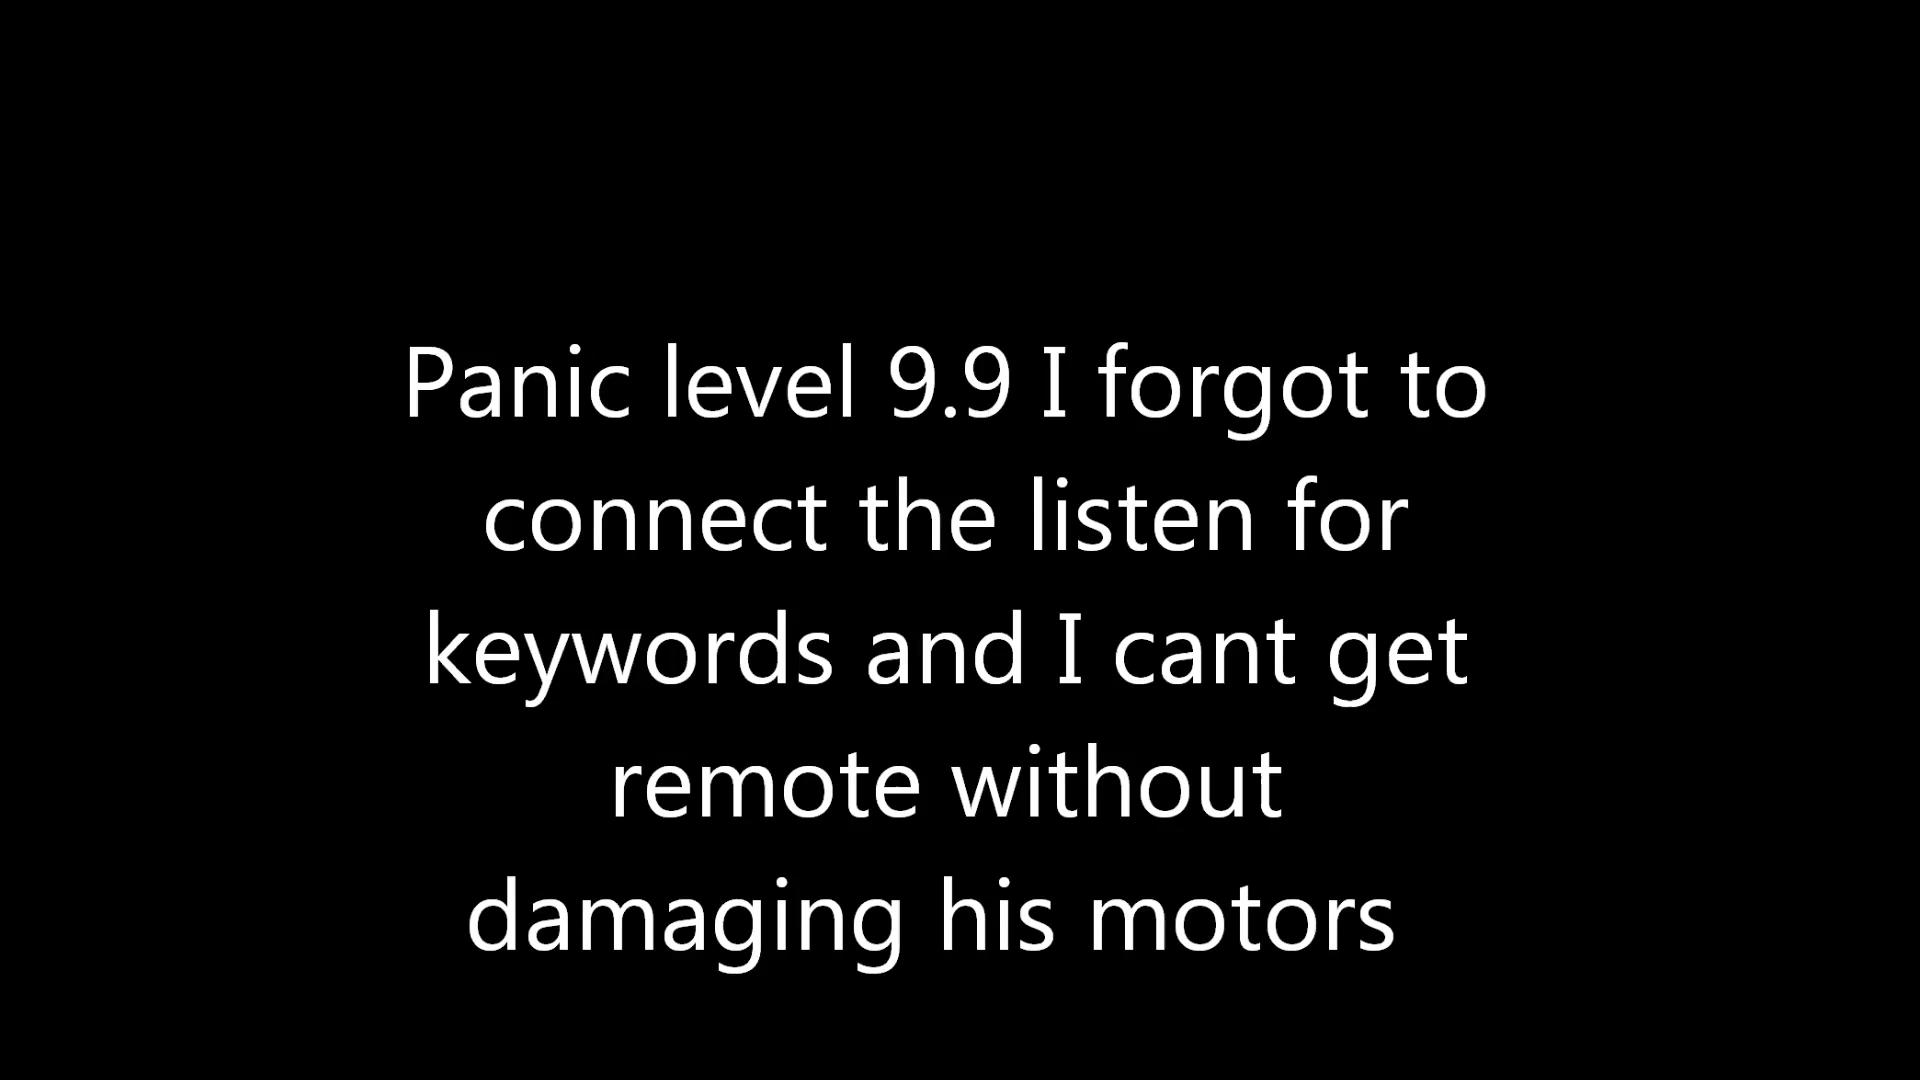 Panic level 9.9 I forgot to
connect the listen for
keywords and I cant get
remote without
damaging his motors